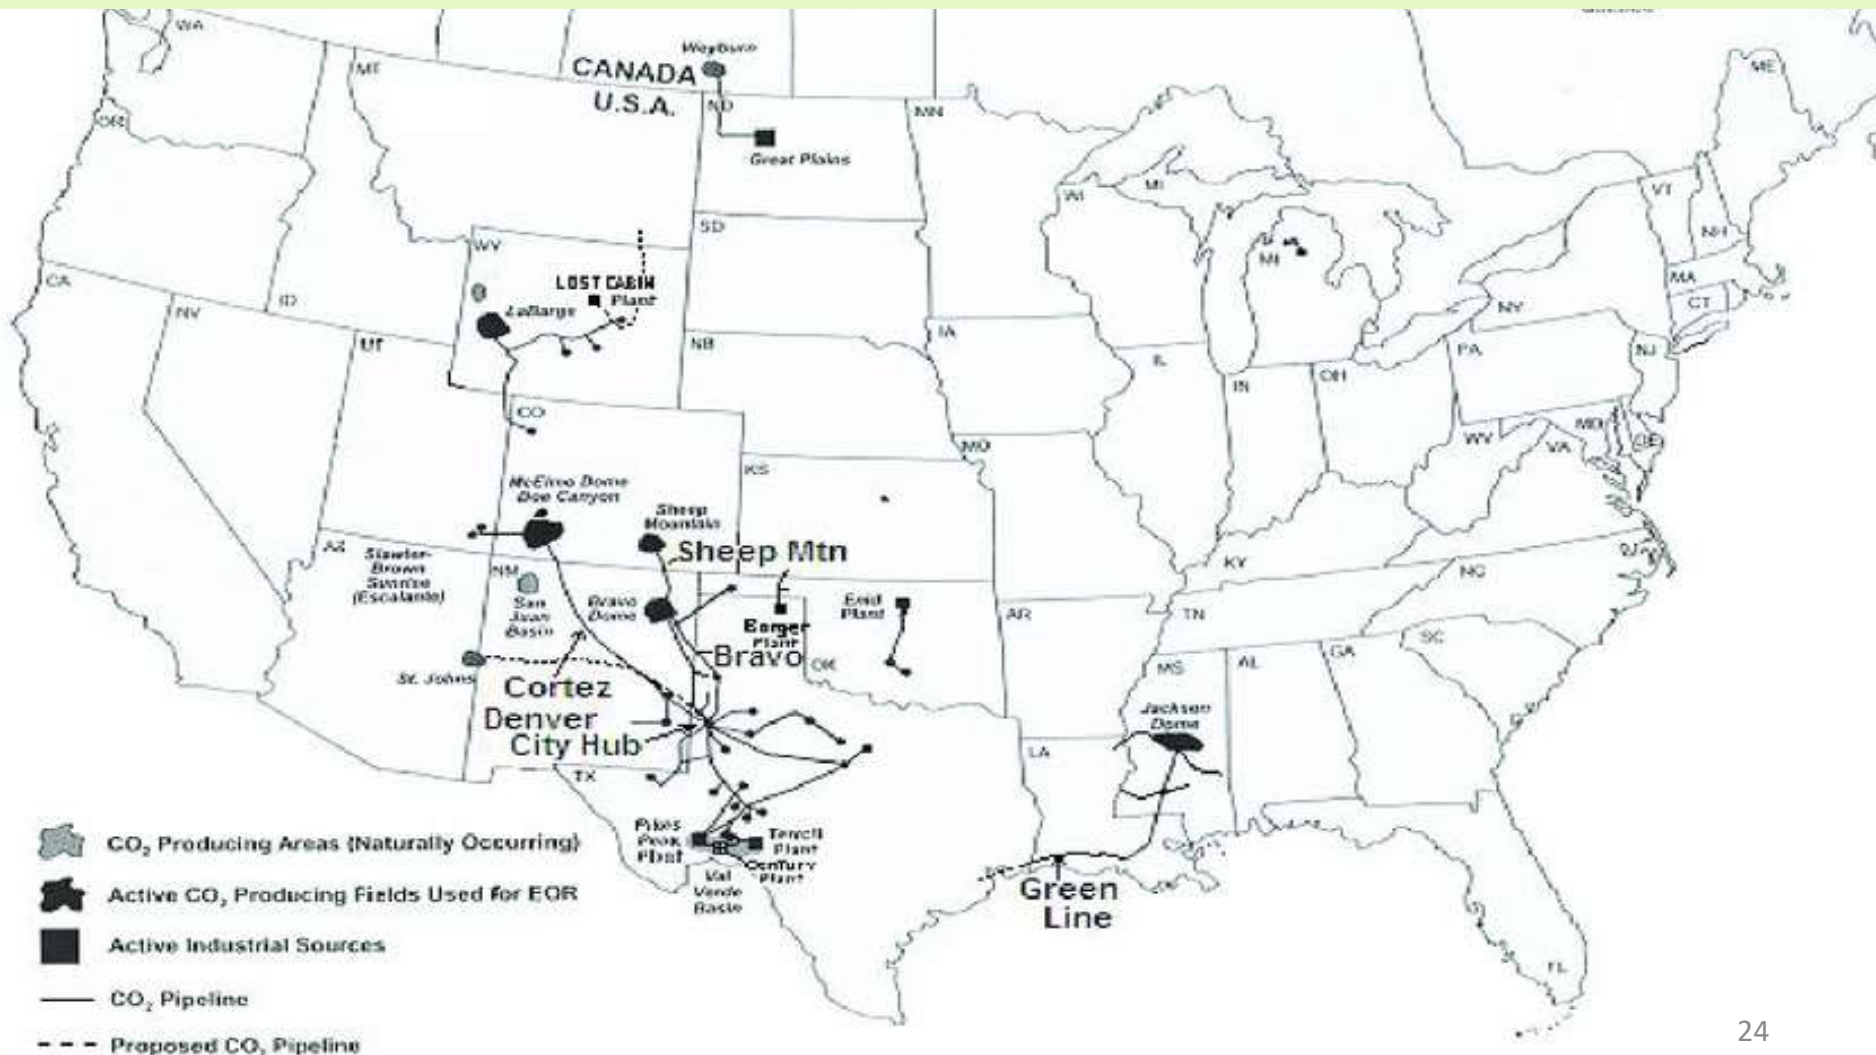 WA
Weyburn
CANADA
U.S.A.
MT
ND
MN
ME
OR
Great Plains
WI
MI
VT
NH
SD
WY
MI
MA
CT
NY
LOST CABIN
Plant
LaBarge
CA
ID
NV
UT
NB
IA
IL
IN
OH
PA
NJ
CO
MO
MD
DE
WV
VA
KS
McElmo Dome
Doe Canyon
Sheep
Mountain
Sheep Mtn
AZ
NM
KY
NC
(Escalante)
San
Juan
Basin
Bravo
Dome
Borger
Plant
Enid
Plant
AR
TN
SC
Bravo
OK
MS
AL
GA
St. Johns
Cortez
Denver
City Hub
Jackson
Dome
LA
TX
Plant
Terrell
Plant
Century
Plant
Val
Verde
Basin
Green
Line
FL
CO₂ Producing Areas (Naturally Occurring)
Active CO₂ Producing Fields Used for EOR
Active Industrial Sources
CO₂ Pipeline
Proposed CO₂ Pipeline
24